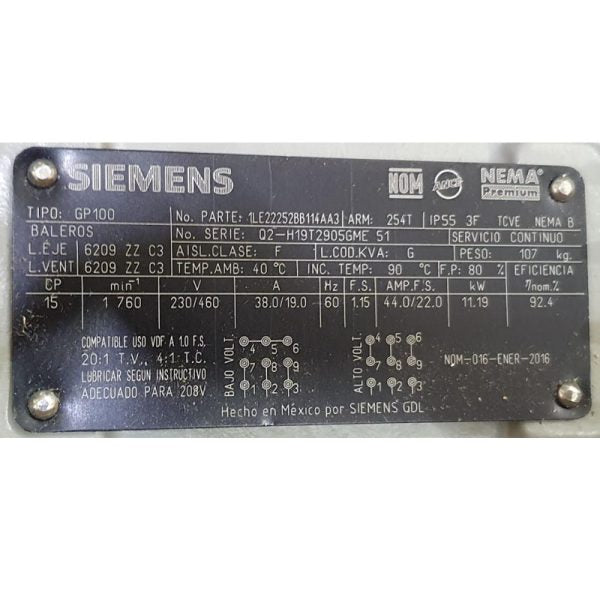 SIEMENS NOM ANCE NEMA Premium
TIPO: GP100 No. PARTE: 1LE22252BB114AA3 ARM: 254T IP55 3F TCVE NEMA B
BALEROS No. SERIE: Q2-H19T2905GME 51 SERVICIO CONTINUO
L.EJE 6209 ZZ C3 AISL.CLASE: F L.COD.KVA: G PESO: 107 kg.
L.VENT 6209 ZZ C3 TEMP.AMB: 40 °C INC. TEMP: 90 °C F.P: 80 % EFICIENCIA
CP min⁻¹ V A Hz F.S. AMP.F.S. kW ηnom.%
15 1 760 230/460 38.0/19.0 60 1.15 44.0/22.0 11.19 92.4
COMPATIBLE USO VDF A 1.0 F.S.
20:1 T.V., 4:1 T.C.
LUBRICAR SEGUN INSTRUCTIVO
ADECUADO PARA 208V
BAJO VOLT.
4 5 6
7 8 9
1 2 3
ALTO VOLT.
4 5 6
7 8 9
1 2 3
NOM-016-ENER-2016
Hecho en México por SIEMENS GDL